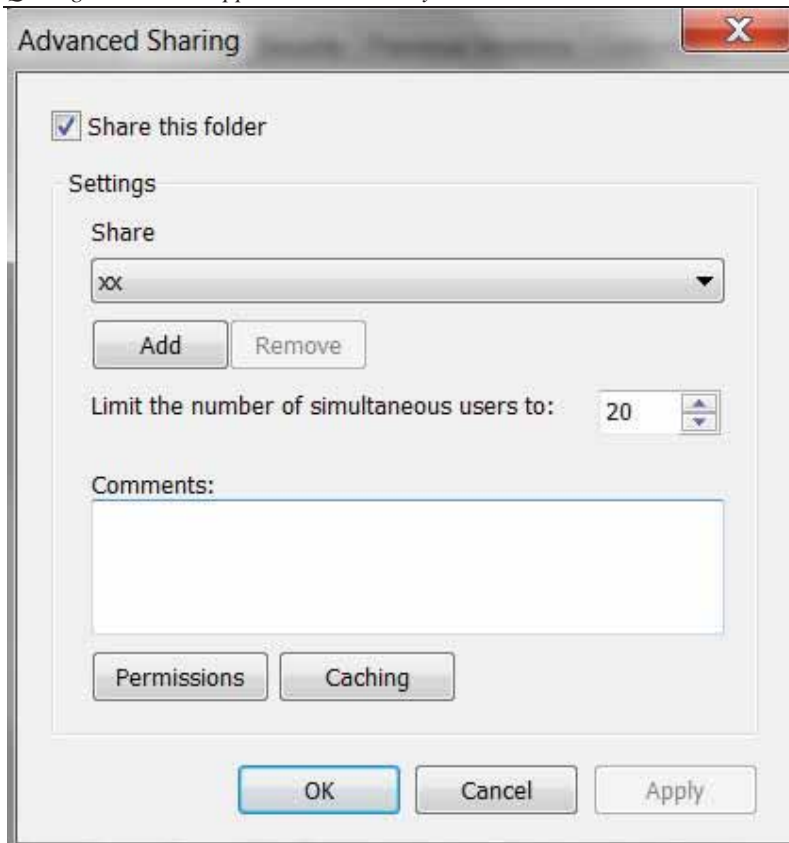 Advanced Sharing
X
Share this folder
Settings
Share
xx
Add Remove
Limit the number of simultaneous users to: 20
Comments:
Permissions Caching
OK Cancel Apply